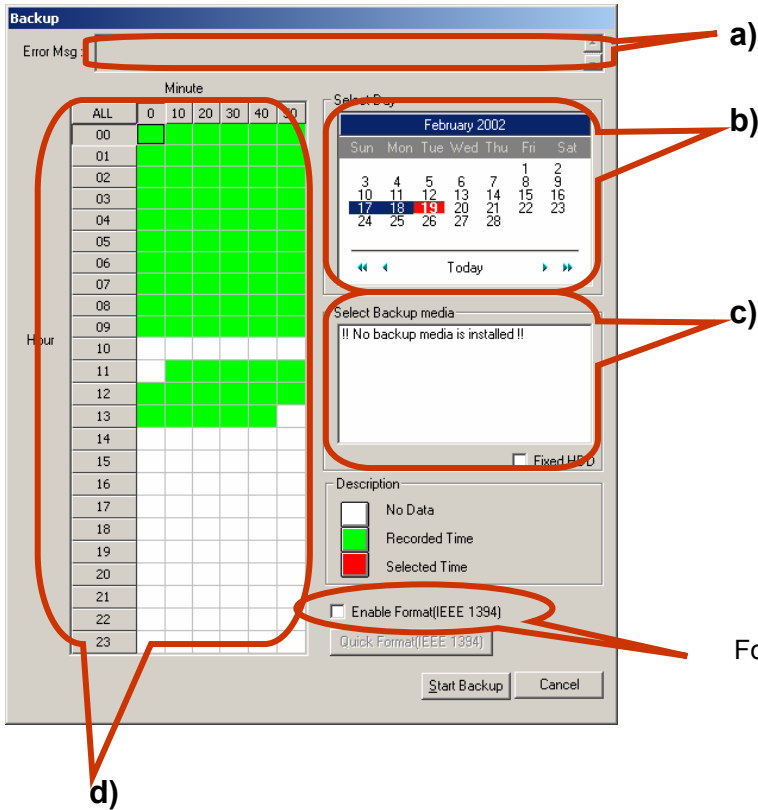 Backup
a)
Error Msg :
Minute
ALL 0 10 20 30 40 50
00
01
02
03
04
05
06
07
08
09
Hour
10
11
12
13
14
15
16
17
18
19
20
21
22
23
d)
Select Day
b)
February 2002
Sun Mon Tue Wed Thu Fri Sat
1 2
3 4 5 6 7 8 9
10 11 12 13 14 15 16
17 18 19 20 21 22 23
24 25 26 27 28
Today
Select Backup media
c)
!! No backup media is installed !!
Fixed HDD
Description
No Data
Recorded Time
Selected Time
Enable Format(IEEE 1394)
Quick Format(IEEE 1394)
Fo
Start Backup Cancel